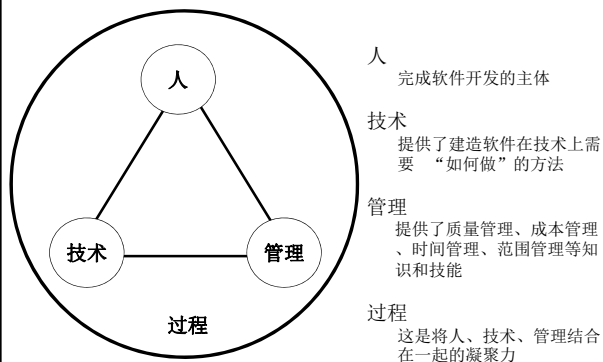 人
技术
管理
过程
人
完成软件开发的主体
技术
提供了建造软件在技术上需
要 “如何做”的方法
管理
提供了质量管理、成本管理
、时间管理、范围管理等知
识和技能
过程
这是将人、技术、管理结合
在一起的凝聚力